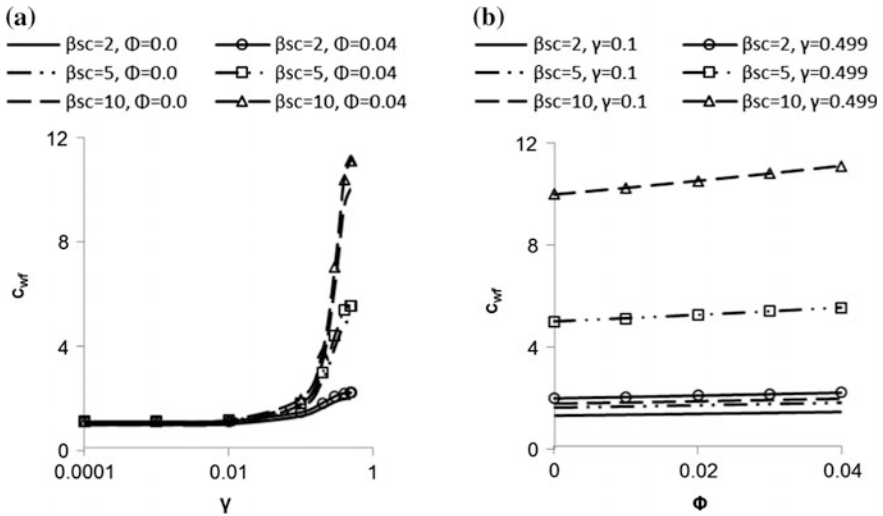 (a)
βsc=2, Φ=0.0
βsc=2, Φ=0.04
βsc=5, Φ=0.0
βsc=5, Φ=0.04
βsc=10, Φ=0.0
βsc=10, Φ=0.04
12
8
4
0
0.0001
0.01
1
cwf
γ
(b)
βsc=2, γ=0.1
βsc=2, γ=0.499
βsc=5, γ=0.1
βsc=5, γ=0.499
βsc=10, γ=0.1
βsc=10, γ=0.499
12
8
4
0
0
0.02
0.04
cwf
Φ